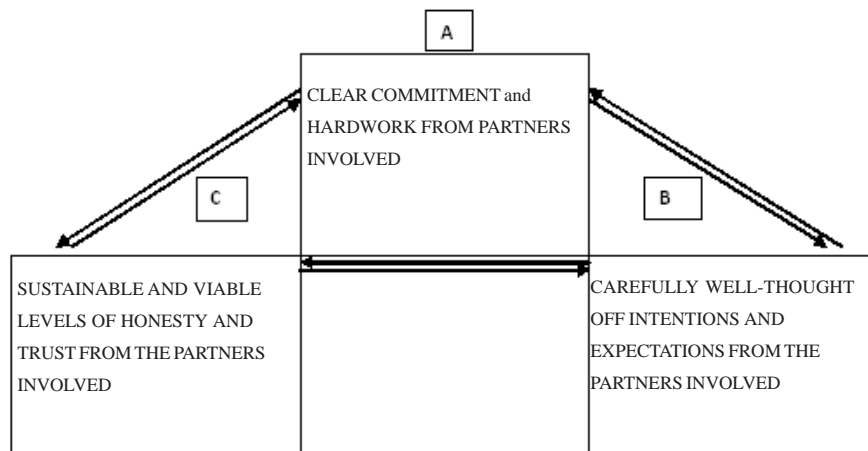 A
CLEAR COMMITMENT and
HARDWORK FROM PARTNERS
INVOLVED
C
B
SUSTAINABLE AND VIABLE
LEVELS OF HONESTY AND
TRUST FROM THE PARTNERS
INVOLVED
CAREFULLY WELL-THOUGHT
OFF INTENTIONS AND
EXPECTATIONS FROM THE
PARTNERS INVOLVED